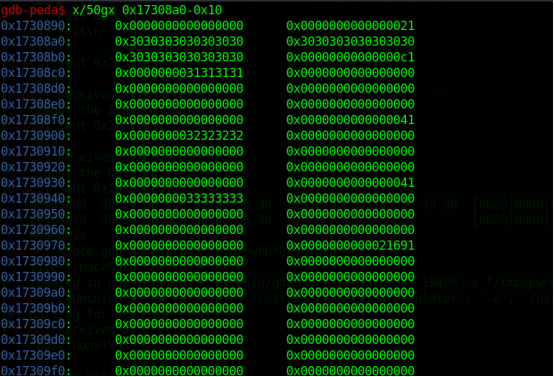 gdb-peda$ x/50gx 0x17308a0-0x10
0x1730890: 0x0000000000000000 0x0000000000000021
0x17308a0: 0x3030303030303030 0x3030303030303030
0x17308b0: 0x3030303030303030 0x00000000000000c1
0x17308c0: 0x0000000031313131 0x0000000000000000
0x17308d0: 0x0000000000000000 0x0000000000000000
0x17308e0: 0x0000000000000000 0x0000000000000000
0x17308f0: 0x0000000000000000 0x0000000000000041
0x1730900: 0x0000000032323232 0x0000000000000000
0x1730910: 0x0000000000000000 0x0000000000000000
0x1730920: 0x0000000000000000 0x0000000000000000
0x1730930: 0x0000000000000000 0x0000000000000041
0x1730940: 0x0000000033333333 0x0000000000000000
0x1730950: 0x0000000000000000 0x0000000000000000
0x1730960: 0x0000000000000000 0x0000000000000000
0x1730970: 0x0000000000000000 0x0000000000021691
0x1730980: 0x0000000000000000 0x0000000000000000
0x1730990: 0x0000000000000000 0x0000000000000000
0x17309a0: 0x0000000000000000 0x0000000000000000
0x17309b0: 0x0000000000000000 0x0000000000000000
0x17309c0: 0x0000000000000000 0x0000000000000000
0x17309d0: 0x0000000000000000 0x0000000000000000
0x17309e0: 0x0000000000000000 0x0000000000000000
0x17309f0: 0x0000000000000000 0x0000000000000000